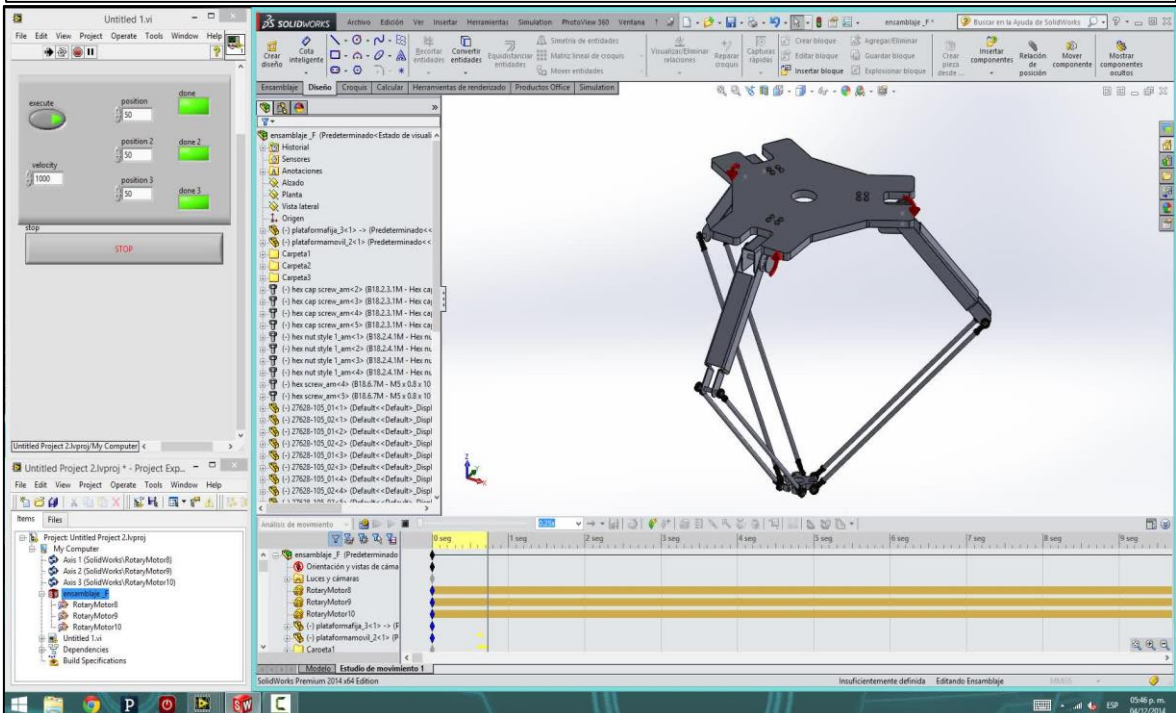 Untitled 1.vi
File Edit View Project Operate Tools Window Help
execute
position
50
done
position 2
50
done 2
velocity
1000
position 3
50
done 3
stop
STOP
Untitled Project 2.lvproj/My Computer
Untitled Project 2.lvproj * - Project Exp...
File Edit View Project Operate Tools Window Help
Items Files
Project: Untitled Project 2.lvproj
My Computer
Axis 1 (SolidWorks\RotaryMotor8)
Axis 2 (SolidWorks\RotaryMotor9)
Axis 3 (SolidWorks\RotaryMotor10)
ensamblaje_F
RotaryMotor8
RotaryMotor9
RotaryMotor10
Untitled 1.vi
Dependencies
Build Specifications
SOLIDWORKS Archivo Edición Ver Insertar Herramientas Simulation PhotoView 360 Ventana ? ensamblaje_F * Buscar en la Ayuda de SolidWorks
Crear diseño
Cota inteligente
Recortar entidades
Convertir entidades
Equidistanciar entidades
Simetría de entidades
Matriz lineal de croquis
Mover entidades
Visualizar/Eliminar relaciones
Reparar croquis
Capturas rápidas
Crear bloque
Editar bloque
Insertar bloque
Agregar/Eliminar
Guardar bloque
Explosionar bloque
Crear pieza desde ...
Insertar componentes
Relación de posición
Mover componente
Mostrar componentes ocultos
Ensamblaje Diseño Croquis Calcular Herramientas de renderizado Productos Office Simulation
ensamblaje_F (Predeterminado<Estado de visuali
Historial
Sensores
Anotaciones
Alzado
Planta
Vista lateral
Origen
(-) plataformafija_3<1> -> (Predeterminado<<
(-) plataformamovil_2<1> (Predeterminado<<
Carpeta1
Carpeta2
Carpeta3
(-) hex cap screw_am<2> (B18.2.3.1M - Hex ca
(-) hex cap screw_am<3> (B18.2.3.1M - Hex ca
(-) hex cap screw_am<4> (B18.2.3.1M - Hex ca
(-) hex cap screw_am<5> (B18.2.3.1M - Hex ca
(-) hex nut style 1_am<1> (B18.2.4.1M - Hex nu
(-) hex nut style 1_am<2> (B18.2.4.1M - Hex nu
(-) hex nut style 1_am<3> (B18.2.4.1M - Hex nu
(-) hex nut style 1_am<4> (B18.2.4.1M - Hex nu
(-) hex screw_am<4> (B18.6.7M - M5 x 0.8 x 10
(-) hex screw_am<5> (B18.6.7M - M5 x 0.8 x 10
(-) 27628-105_01<1> (Default<<Default>_Displ
(-) 27628-105_02<1> (Default<<Default>_Displ
(-) 27628-105_01<2> (Default<<Default>_Displ
(-) 27628-105_02<2> (Default<<Default>_Displ
(-) 27628-105_01<3> (Default<<Default>_Displ
(-) 27628-105_02<3> (Default<<Default>_Displ
(-) 27628-105_01<4> (Default<<Default>_Displ
(-) 27628-105_02<4> (Default<<Default>_Displ
Análisis de movimiento
0 seg 1 seg 2 seg 3 seg 4 seg 5 seg 6 seg 7 seg 8 seg 9 seg
ensamblaje_F (Predeterminado
Orientación y vistas de cáma
Luces y cámaras
RotaryMotor8
RotaryMotor9
RotaryMotor10
(-) plataformafija_3<1> -> (F
(-) plataformamovil_2<1> (P
Carpeta1
Modelo Estudio de movimiento 1
SolidWorks Premium 2014 x64 Edition Insuficientemente definida Editando Ensamblaje MMGS
ESP 05:46 p. m.
04/12/2014